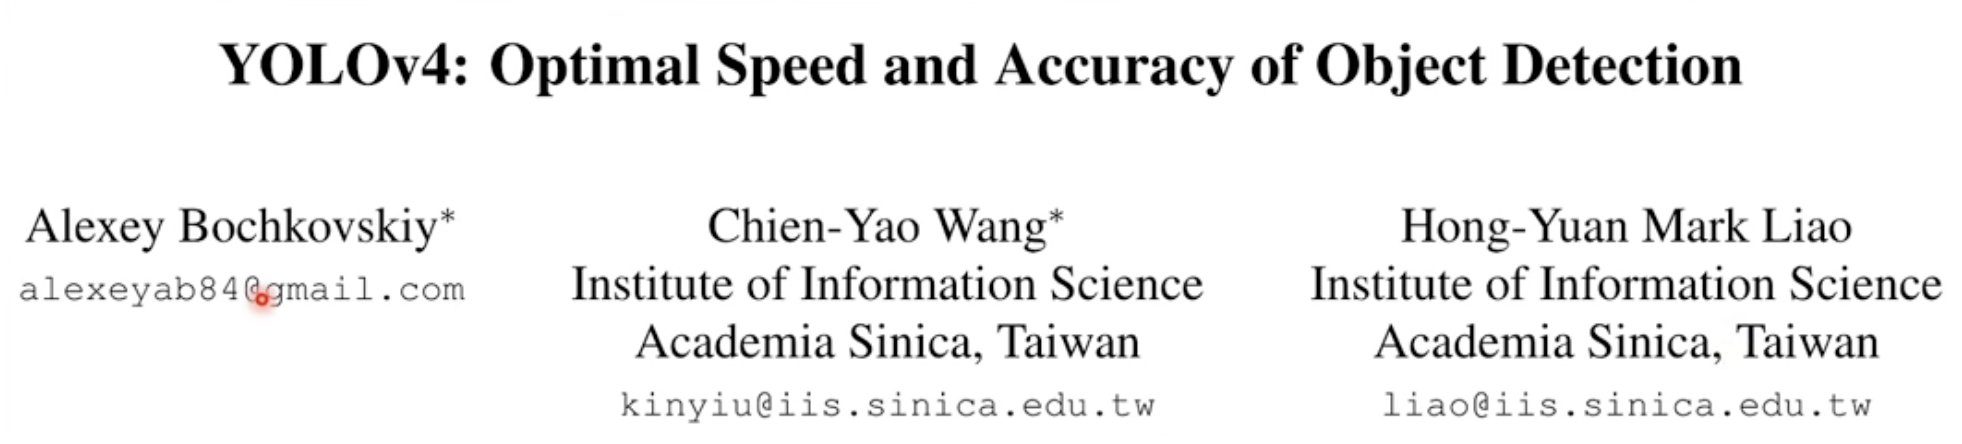 YOLOv4: Optimal Speed and Accuracy of Object Detection
Alexey Bochkovskiy*
alexeyab84@gmail.com
Chien-Yao Wang*
Institute of Information Science
Academia Sinica, Taiwan
kinyiu@iis.sinica.edu.tw
Hong-Yuan Mark Liao
Institute of Information Science
Academia Sinica, Taiwan
liao@iis.sinica.edu.tw